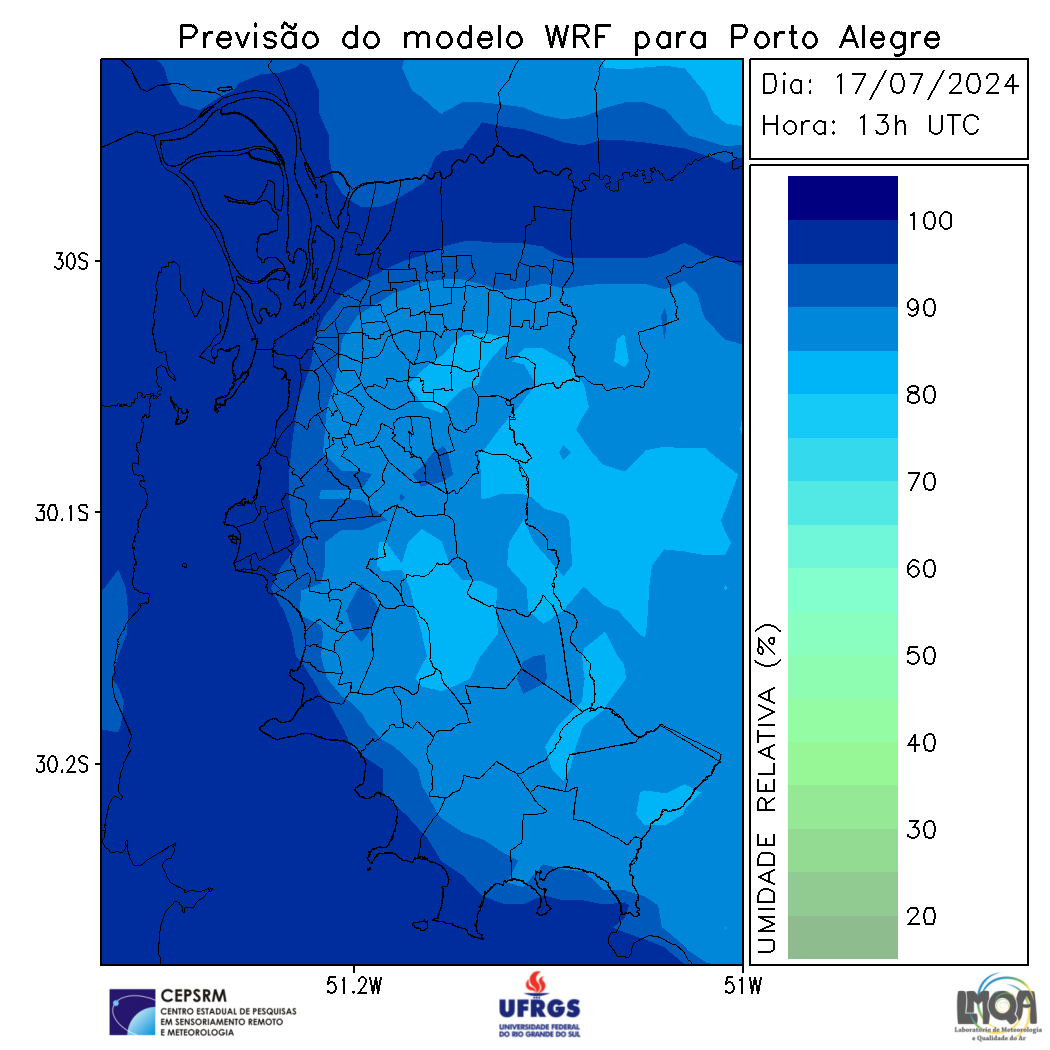 Previsão do modelo WRF para Porto Alegre
Dia: 17/07/2024
Hora: 13h UTC
100
90
80
70
60
50
40
30
20
UMIDADE RELATIVA (%)
30S
30.1S
30.2S
51.2W
51W
CEPSRM
CENTRO ESTADUAL DE PESQUISAS
EM SENSORIAMENTO REMOTO
E METEOROLOGIA
UFRGS
UNIVERSIDADE FEDERAL
DO RIO GRANDE DO SUL
LMQA
Laboratório de Meteorologia
e Qualidade do Ar